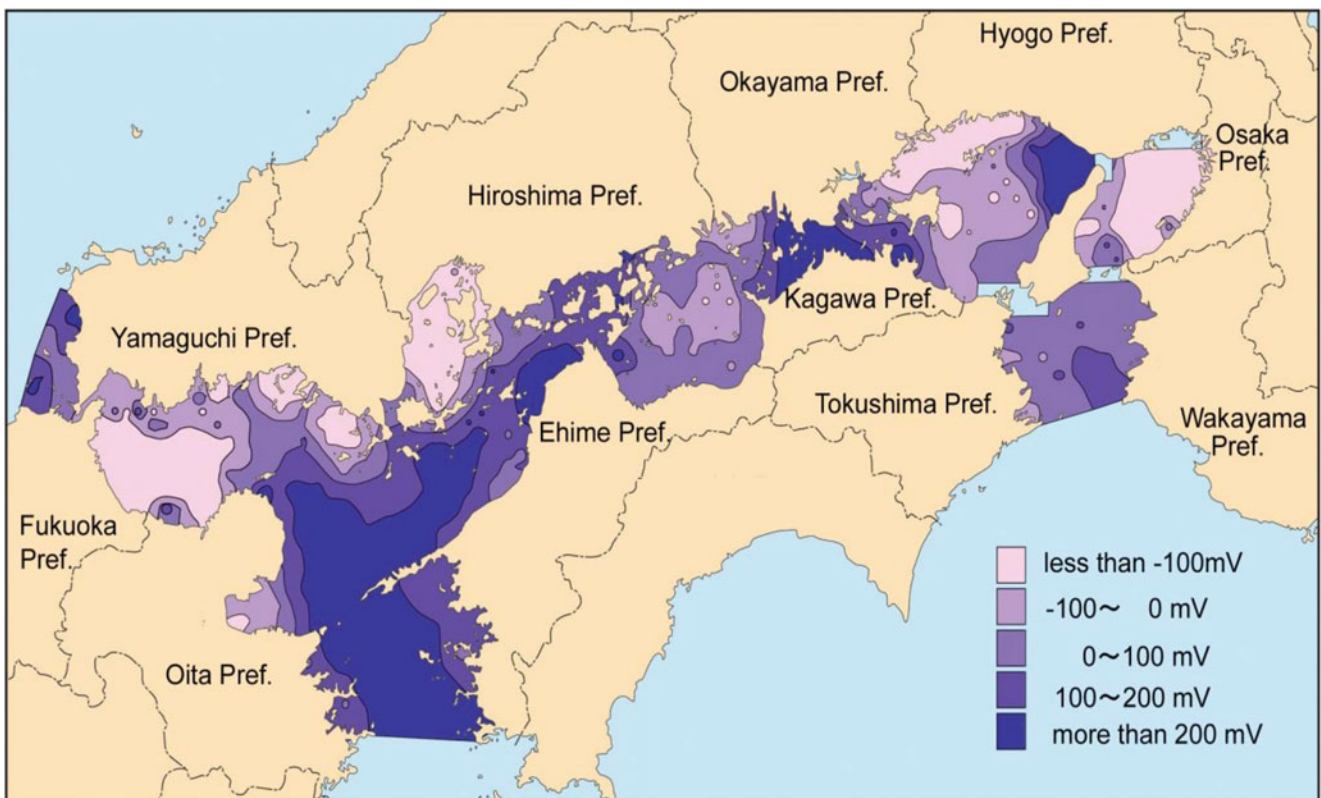 Hyogo Pref.
Okayama Pref.
Osaka
Pref.
Hiroshima Pref.
Kagawa Pref.
Yamaguchi Pref.
Tokushima Pref.
Wakayama
Pref.
Ehime Pref.
Fukuoka
Pref.
Oita Pref.
less than -100mV
-100～ 0 mV
0～100 mV
100～200 mV
more than 200 mV